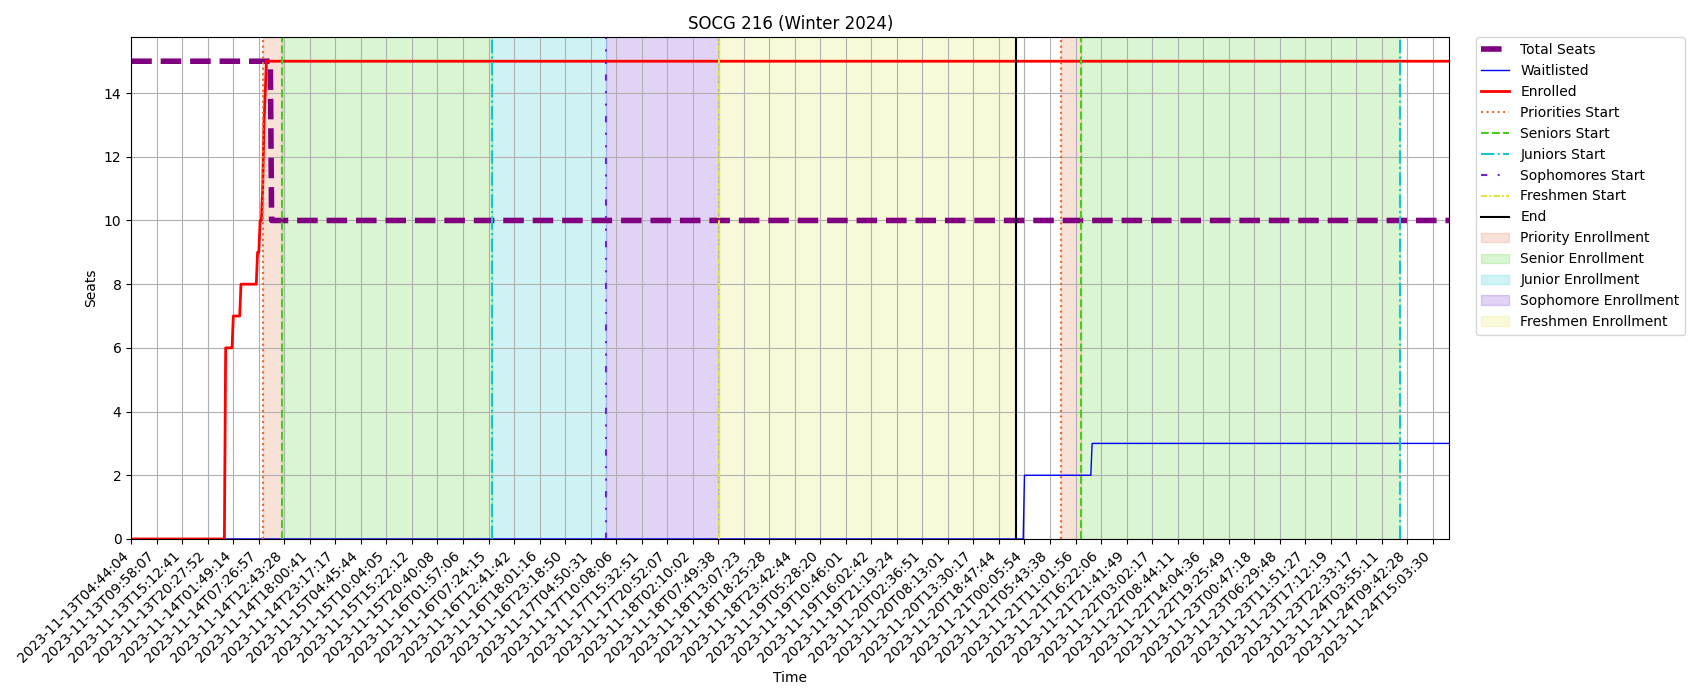 SOCG 216 (Winter 2024)
Seats
14
12
10
8
6
4
2
0
2023-11-13T04:44:04
2023-11-13T09:58:07
2023-11-13T15:12:41
2023-11-13T20:27:52
2023-11-14T01:49:14
2023-11-14T07:26:57
2023-11-14T12:43:28
2023-11-14T18:00:41
2023-11-14T23:17:17
2023-11-15T04:45:44
2023-11-15T10:04:05
2023-11-15T15:22:12
2023-11-15T20:40:08
2023-11-16T01:57:06
2023-11-16T07:24:15
2023-11-16T12:41:42
2023-11-16T18:01:16
2023-11-16T23:18:50
2023-11-17T04:50:31
2023-11-17T10:08:06
2023-11-17T15:32:51
2023-11-17T20:52:07
2023-11-18T02:10:02
2023-11-18T07:49:38
2023-11-18T13:07:23
2023-11-18T18:25:28
2023-11-18T23:42:44
2023-11-19T05:28:20
2023-11-19T10:46:01
2023-11-19T16:02:42
2023-11-19T21:19:24
2023-11-20T02:36:51
2023-11-20T08:13:01
2023-11-20T13:30:17
2023-11-20T18:47:44
2023-11-21T00:05:54
2023-11-21T05:43:38
2023-11-21T11:01:56
2023-11-21T16:22:06
2023-11-21T21:41:49
2023-11-22T03:02:17
2023-11-22T08:44:11
2023-11-22T14:04:36
2023-11-22T19:25:49
2023-11-23T00:47:18
2023-11-23T06:29:48
2023-11-23T11:51:27
2023-11-23T17:12:19
2023-11-23T22:33:17
2023-11-24T03:55:11
2023-11-24T09:42:28
2023-11-24T15:03:30
Time
Total Seats
Waitlisted
Enrolled
Priorities Start
Seniors Start
Juniors Start
Sophomores Start
Freshmen Start
End
Priority Enrollment
Senior Enrollment
Junior Enrollment
Sophomore Enrollment
Freshmen Enrollment